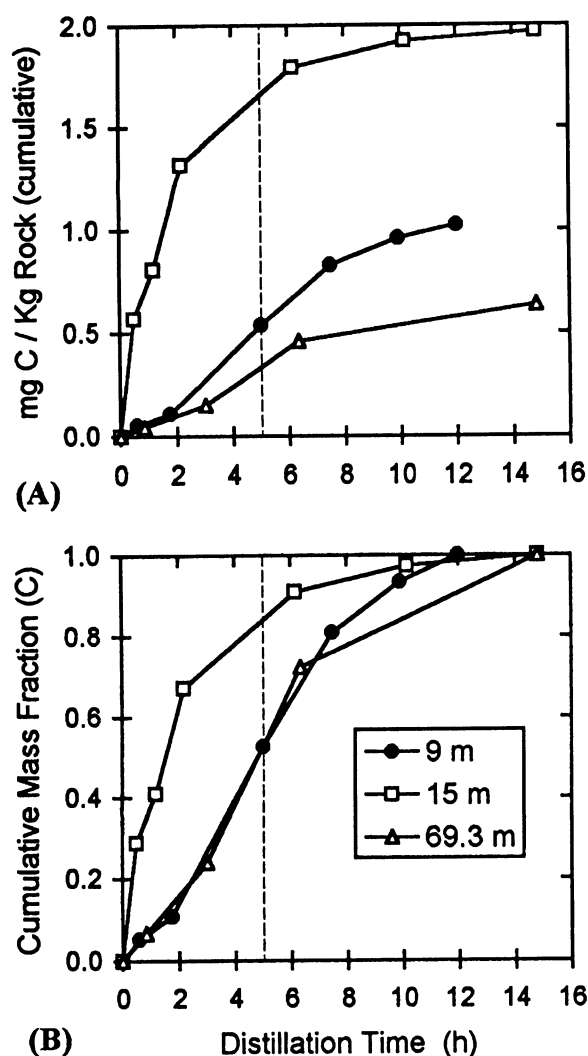 mg C / Kg Rock (cumulative)
2.0
1.5
1.0
0.5
0.0
0 2 4 6 8 10 12 14 16
(A)
Cumulative Mass Fraction (C)
1.0
0.8
0.6
0.4
0.2
0.0
9 m
15 m
69.3 m
0 2 4 6 8 10 12 14 16
(B) Distillation Time (h)